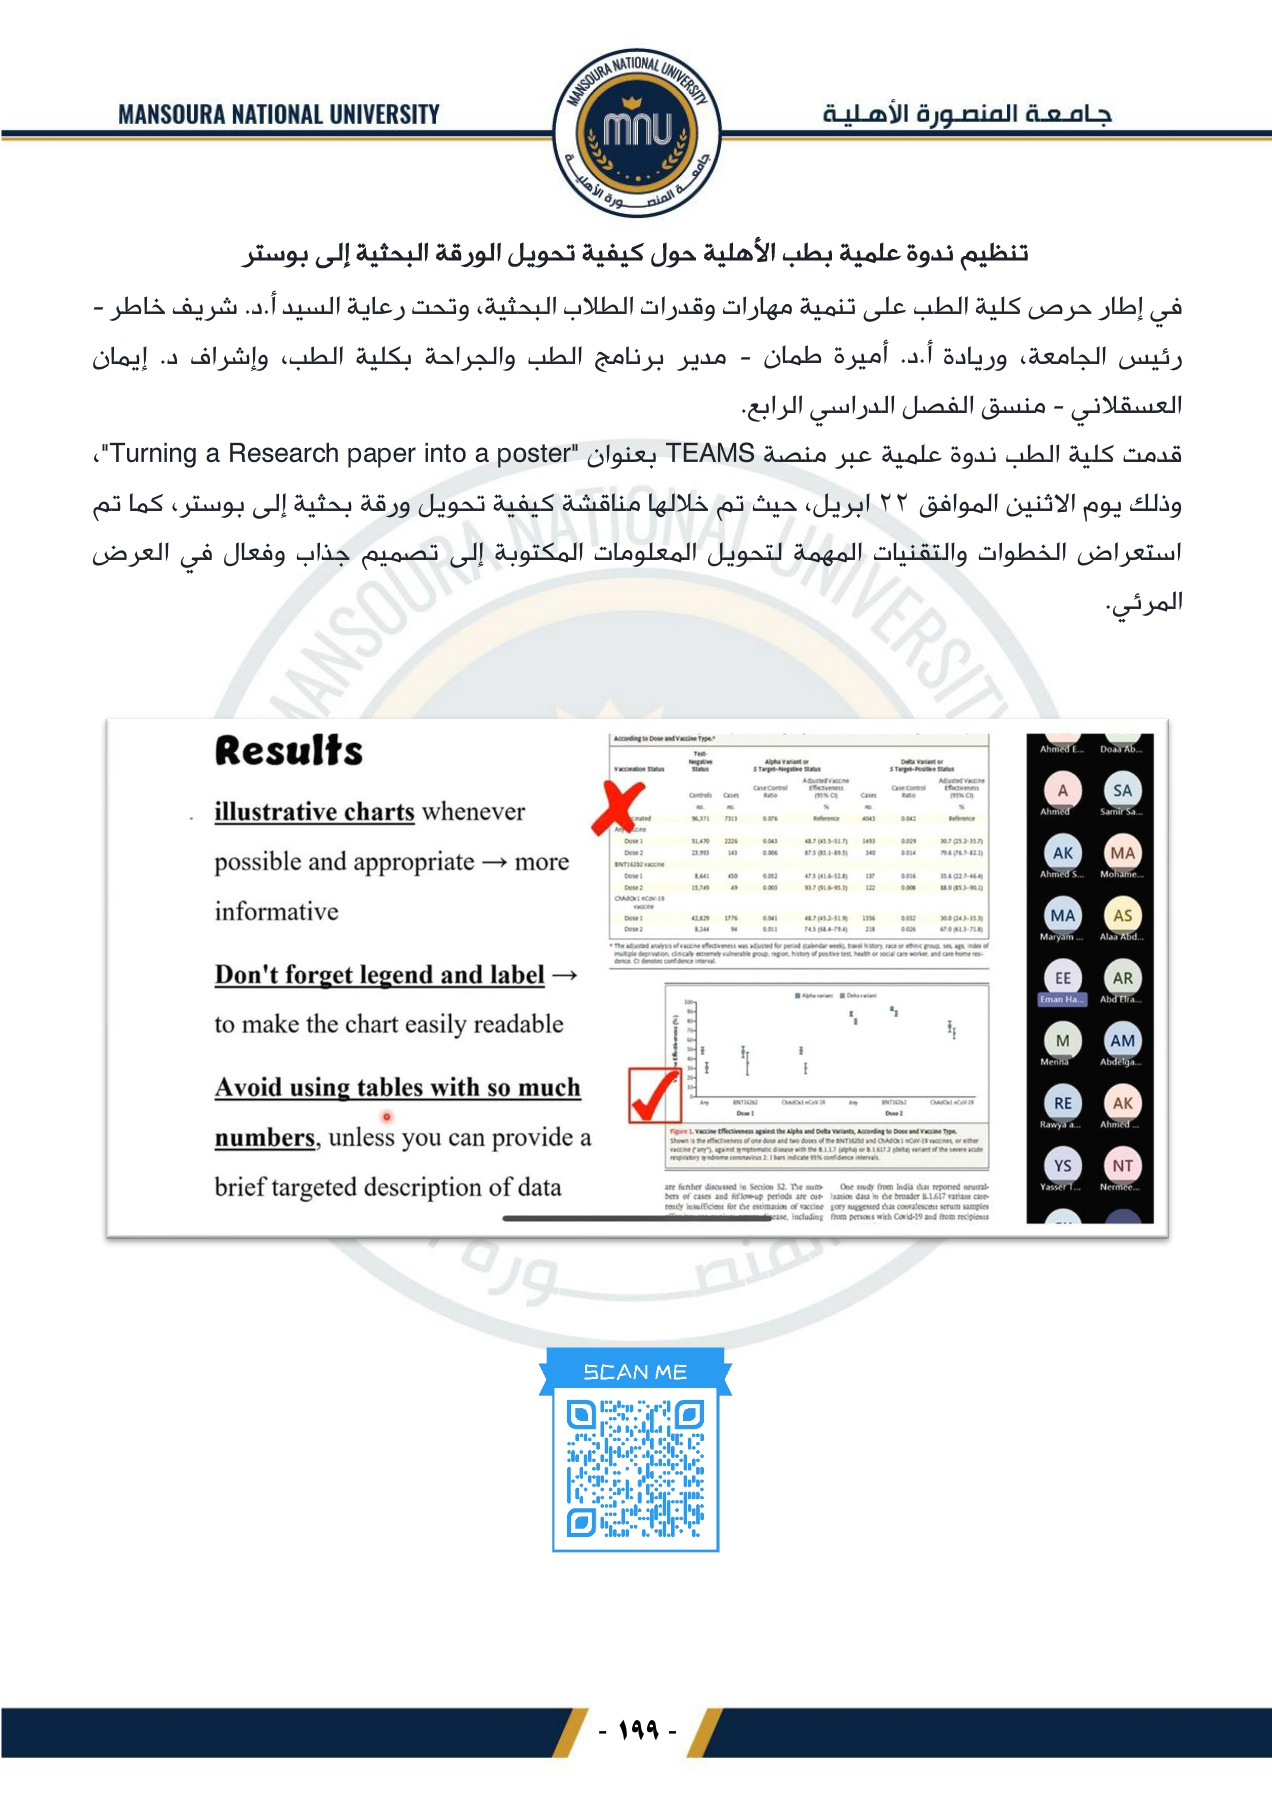 MANSOURA NATIONAL UNIVERSITY
جامعة المنصورة الأهلية
MANSOURA NATIONAL UNIVERSITY
mnu
جامعة المنصورة الأهلية
تنظيم ندوة علمية بطب الأهلية حول كيفية تحويل الورقة البحثية إلى بوستر
في إطار حرص كلية الطب على تنمية مهارات وقدرات الطلاب البحثية، وتحت رعاية السيد أ.د. شريف خاطر -
رئيس الجامعة، وريادة أ.د. أميرة طمان - مدير برنامج الطب والجراحة بكلية الطب، وإشراف د. إيمان
العسقلاني - منسق الفصل الدراسي الرابع.
قدمت كلية الطب ندوة علمية عبر منصة TEAMS بعنوان "Turning a Research paper into a poster"،
وذلك يوم الاثنين الموافق ٢٢ ابريل، حيث تم خلالها مناقشة كيفية تحويل ورقة بحثية إلى بوستر، كما تم
استعراض الخطوات والتقنيات المهمة لتحويل المعلومات المكتوبة إلى تصميم جذاب وفعال في العرض
المرئي.
Results
illustrative charts whenever
possible and appropriate → more
informative
Don't forget legend and label →
to make the chart easily readable
Avoid using tables with so much
numbers, unless you can provide a
brief targeted description of data
According to Dose and Vaccine Type.*
Vaccination Status
Test-Negative Status
Alpha Variant or S Target–Negative Status
Delta Variant or S Target–Positive Status
Controls Cases Case:Control Ratio Adjusted Vaccine Effectiveness (95% CI) Cases Case:Control Ratio Adjusted Vaccine Effectiveness (95% CI)
no. no. % no. %
96,371 7313 0.076 Reference 4043 0.042 Reference
Dose 1 51,470 2226 0.043 48.7 (45.5–51.7) 1493 0.029 30.7 (25.2–35.7)
Dose 2 23,993 143 0.006 87.5 (85.1–89.5) 340 0.014 79.6 (76.7–82.1)
BNT162b2 vaccine
Dose 1 8,641 450 0.052 47.5 (41.6–52.8) 137 0.016 35.6 (22.7–46.4)
Dose 2 15,749 49 0.003 93.7 (91.6–95.3) 122 0.008 88.0 (85.3–90.1)
ChAdOx1 nCoV-19 vaccine
Dose 1 42,829 1776 0.041 48.7 (45.2–51.9) 1356 0.032 30.0 (24.3–35.3)
Dose 2 8,244 94 0.011 74.5 (68.4–79.4) 218 0.026 67.0 (61.3–71.8)
* The adjusted analysis of vaccine effectiveness was adjusted for period (calendar week), travel history, race or ethnic group, sex, age, index of
multiple deprivation, clinically extremely vulnerable group, region, history of positive test, health or social care worker, and care home resi-
dence. CI denotes confidence interval.
Alpha variant Delta variant
Effectiveness (%)
100
90
80
70
60
50
40
30
20
10
0
Any BNT162b2 ChAdOx1 nCoV-19 Any BNT162b2 ChAdOx1 nCoV-19
Dose 1 Dose 2
Figure 1. Vaccine Effectiveness against the Alpha and Delta Variants, According to Dose and Vaccine Type.
Shown is the effectiveness of one dose and two doses of the BNT162b2 and ChAdOx1 nCoV-19 vaccines, or either
vaccine ("any"), against symptomatic disease with the B.1.1.7 (alpha) or B.1.617.2 (delta) variant of the severe acute
respiratory syndrome coronavirus 2. I bars indicate 95% confidence intervals.
are further discussed in Section S2. The num-
bers of cases and follow-up periods are cur-
rently insufficient for the estimation of vaccine
disease, including
One study from India that reported neutral-
ization data in the broader B.1.617 variant cate-
gory suggested that convalescent serum samples
from persons with Covid-19 and from recipients
Ahmed E... Doaa Ab...
A SA
Ahmed Samir Sa...
AK MA
Ahmed S... Mohame...
MA AS
Maryam ... Alaa Abd...
EE AR
Eman Ha... Abd Elra...
M AM
Menna Abdelga...
RE AK
Rawya a... Ahmed ...
YS NT
Yasser T... Nermee...
SCAN ME
- ١٩٩ -